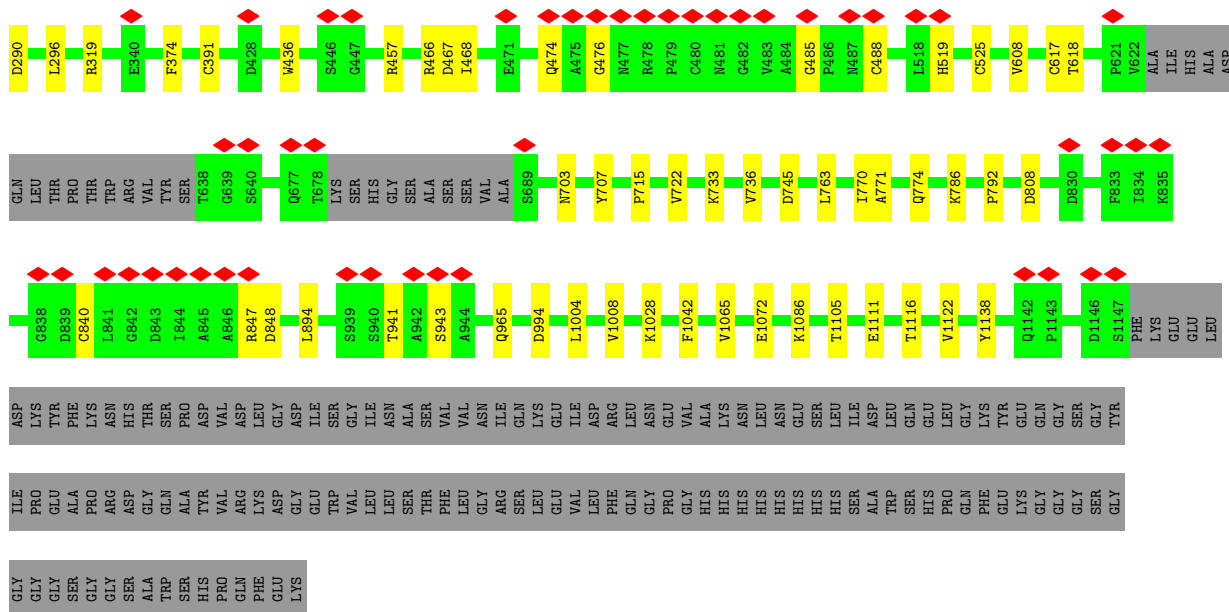 D290 L296 R319 E340 F374 C391 D428 W436 S446 G447 R457 R466 D467 I468 E471 Q474 A475 G476 N477 R478 P479 C480 N481 G482 V483 A484 G485 P486 N487 C488 L518 H519 C525 V608 C617 T618 P621 V622 ALA ILE HIS ALA ASP
GLN LEU THR PRO THR TRP ARG VAL TYR SER T638 G639 S640 Q677 T678 LYS SER HIS GLY SER ALA SER SER VAL ALA S689 N703 Y707 P715 V722 K733 V736 D745 L763 I770 A771 Q774 K786 P792 D808 D830 F833 I834 K835
G838 D839 C840 L841 G842 D843 I844 A845 A846 R847 D848 L894 S939 S940 T941 A942 S943 A944 Q965 D994 L1004 V1008 K1028 F1042 V1065 E1072 K1086 T1105 E1111 T1116 V1122 Y1138 Q1142 P1143 D1146 S1147 PHE LYS GLU GLU LEU
ASP LYS TYR PHE LYS ASN HIS THR SER PRO ASP VAL ASP LEU GLY ASP ILE SER GLY ILE ASN ALA SER VAL VAL ASN ILE GLN LYS GLU ILE ASP ARG LEU ASN GLU VAL ALA LYS ASN LEU ASN GLU SER LEU ILE ASP LEU GLN GLU LEU GLY LYS TYR GLU GLN GLY SER GLY TYR
ILE PRO GLU ALA PRO ARG ASP GLY GLN ALA TYR VAL ARG LYS ASP GLY GLU TRP VAL LEU LEU SER THR PHE LEU GLY ARG SER LEU GLU VAL LEU PHE GLN GLY PRO GLY HIS HIS HIS HIS HIS HIS HIS HIS SER ALA TRP SER HIS PRO GLN PHE GLU LYS GLY GLY GLY SER GLY
GLY GLY SER GLY GLY SER ALA TRP SER HIS PRO GLN PHE GLU LYS